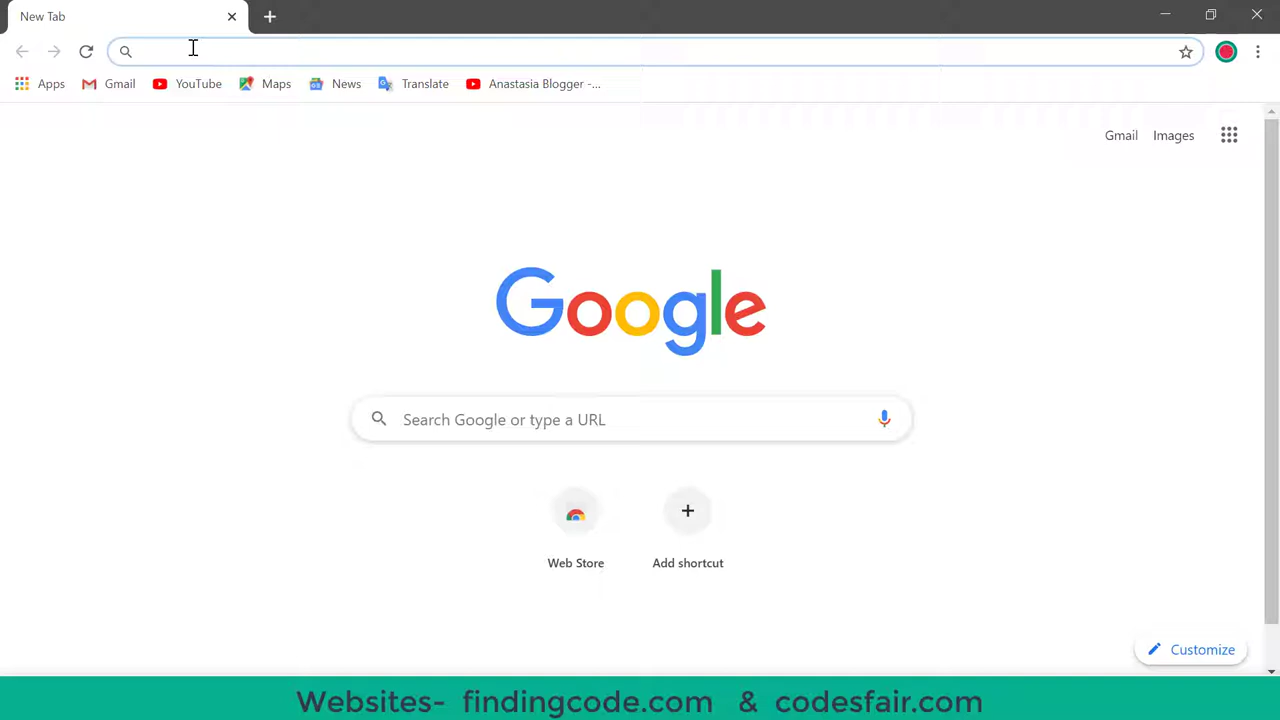 New Tab
Apps Gmail YouTube Maps News Translate Anastasia Blogger -...
Gmail Images
Google
Search Google or type a URL
Web Store Add shortcut
Customize
Websites- findingcode.com & codesfair.com